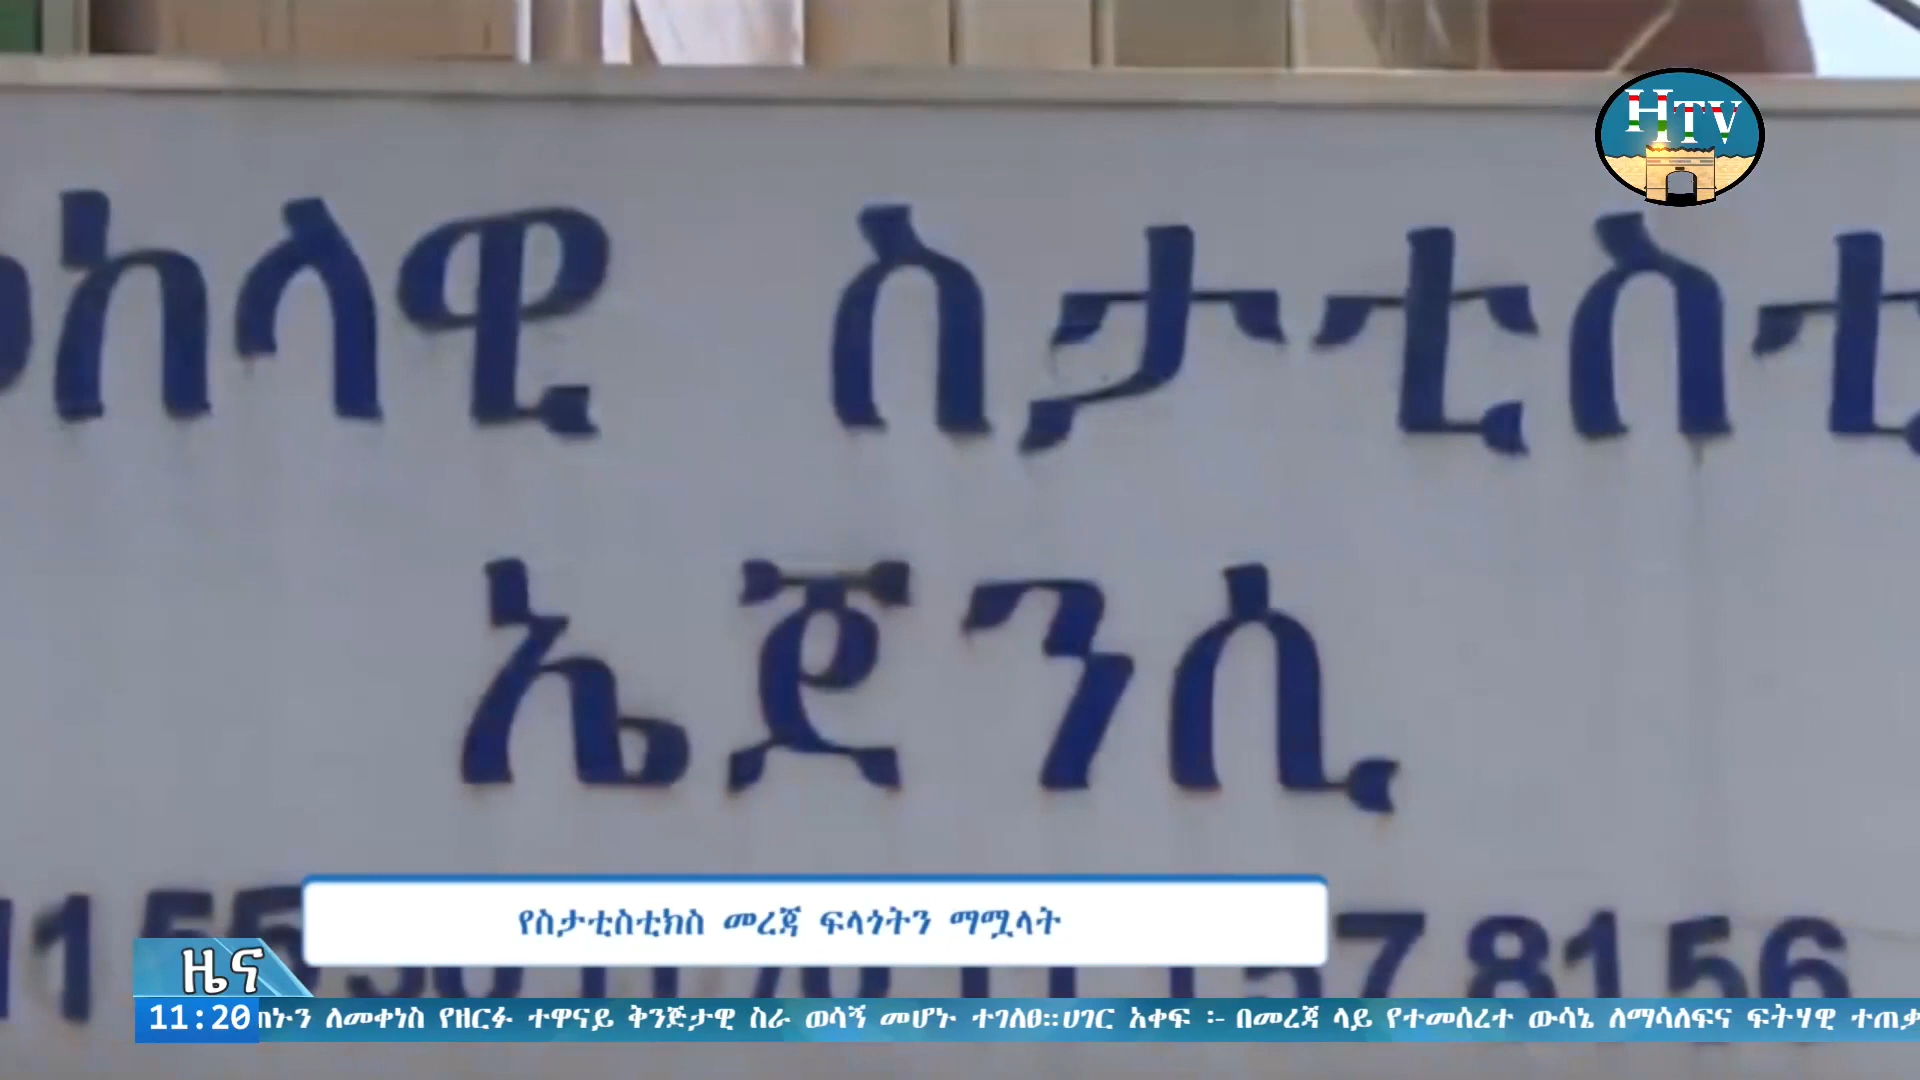 HTV
ስታቲስቲ
ኤጀንሲ
የስታቲስቲክስ መረጃ ፍላጎትን ማሟላት
8156
ዜና
11:20
ለመቀነስ የዘርፉ ተዋናይ ቅንጅታዊ ስራ ወሳኝ መሆኑ ተገለፀ።ሀገር አቀፍ ፦ በመረጃ ላይ የተመሰረተ ውሳኔ ለማሳለፍና ፍትሃዊ